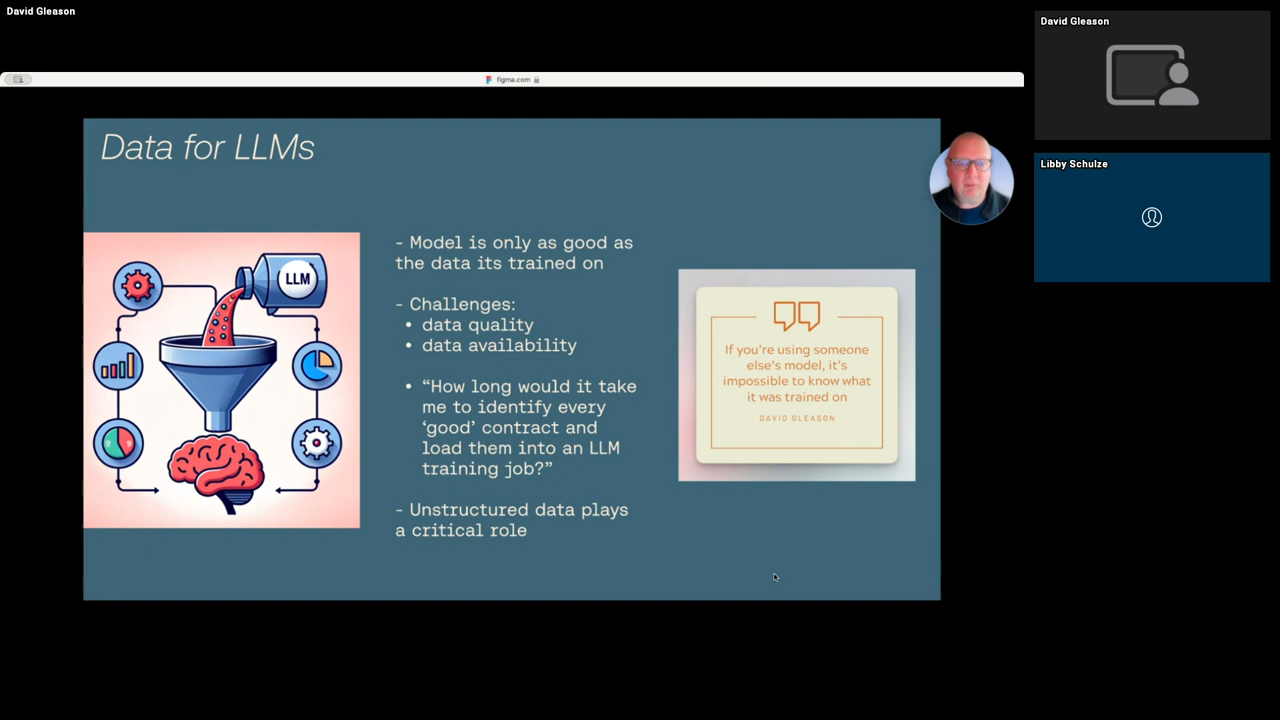 David Gleason
figma.com
Data for LLMs
LLM
- Model is only as good as
the data its trained on
- Challenges:
• data quality
• data availability
• “How long would it take
me to identify every
‘good’ contract and
load them into an LLM
training job?”
- Unstructured data plays
a critical role
If you're using someone
else's model, it's
impossible to know what
it was trained on
DAVID GLEASON
David Gleason
Libby Schulze